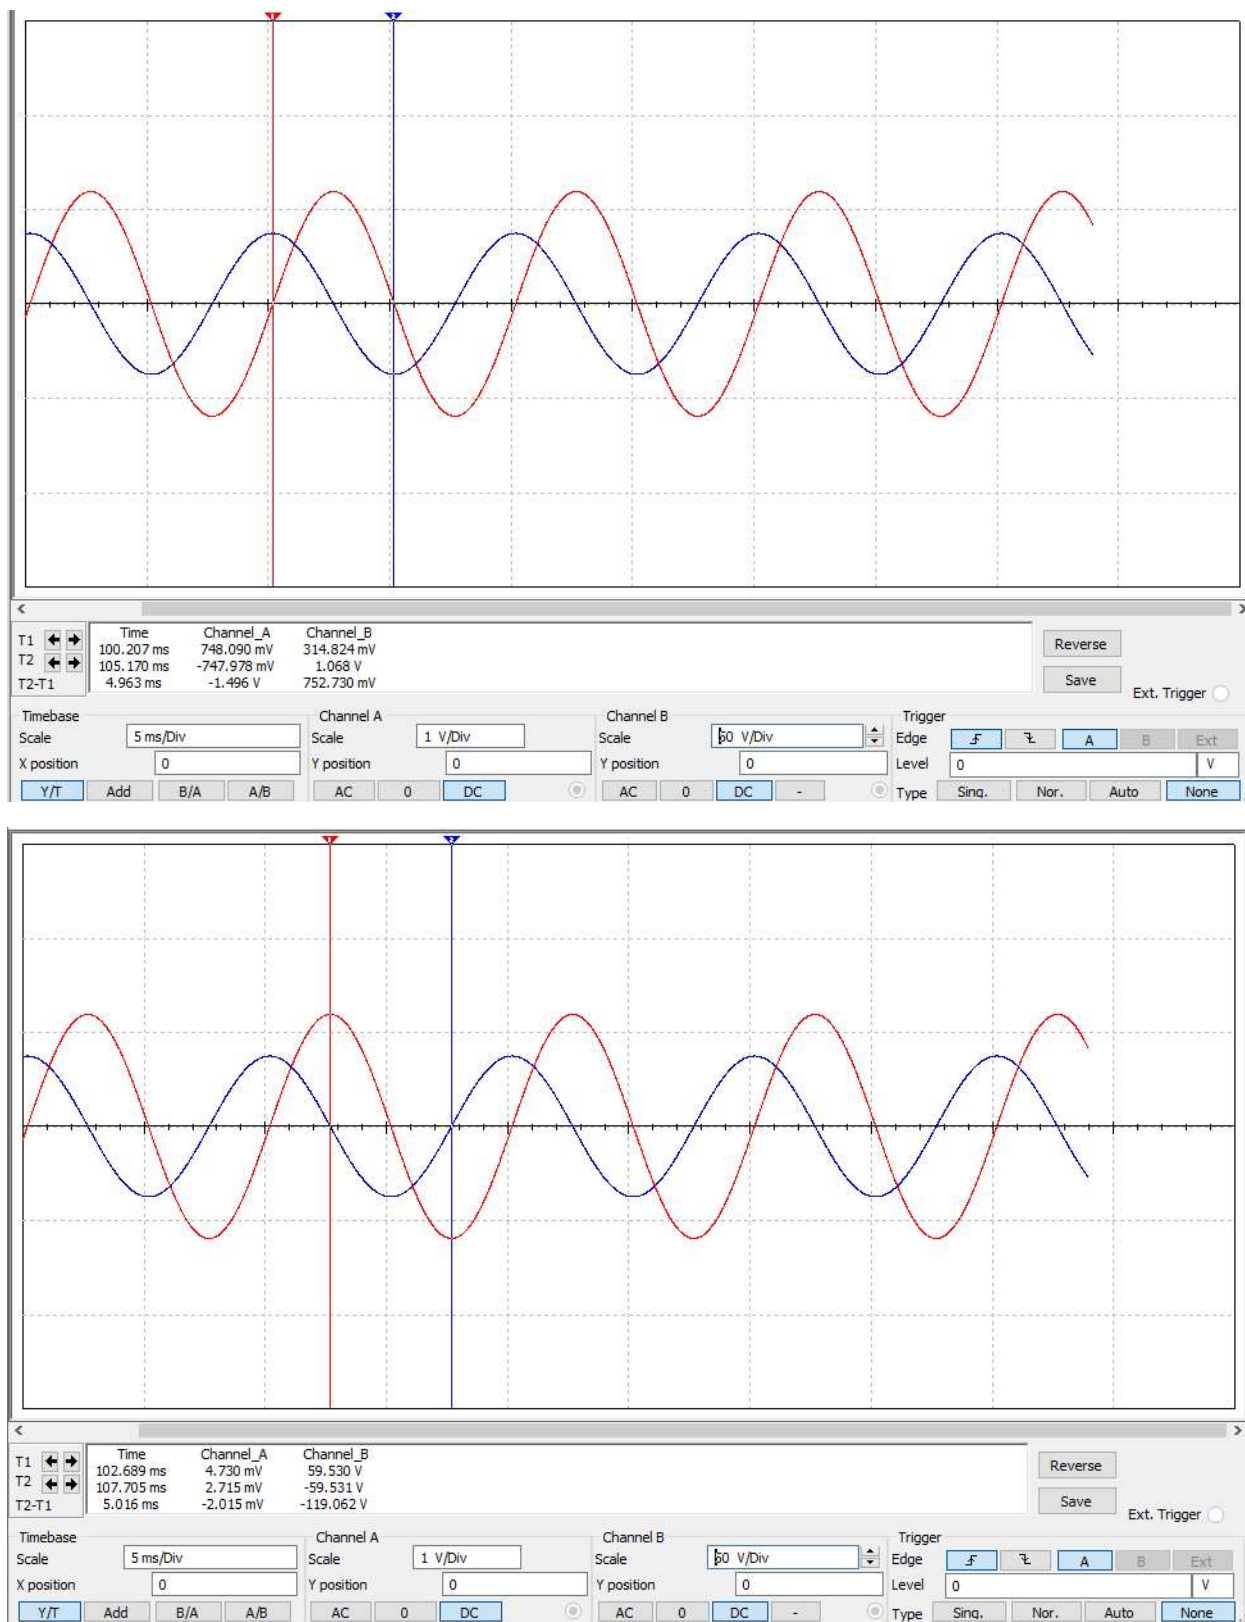 1 2
Time Channel_A Channel_B
T1 100.207 ms 748.090 mV 314.824 mV
T2 105.170 ms -747.978 mV 1.068 V
T2-T1 4.963 ms -1.496 V 752.730 mV
Reverse
Save
Ext. Trigger
Timebase Channel A Channel B Trigger
Scale 5 ms/Div Scale 1 V/Div Scale 50 V/Div Edge A B Ext
X position 0 Y position 0 Y position 0 Level 0 V
Y/T Add B/A A/B AC 0 DC AC 0 DC - Type Sing. Nor. Auto None
1 2
Time Channel_A Channel_B
T1 102.689 ms 4.730 mV 59.530 V
T2 107.705 ms 2.715 mV -59.531 V
T2-T1 5.016 ms -2.015 mV -119.062 V
Reverse
Save
Ext. Trigger
Timebase Channel A Channel B Trigger
Scale 5 ms/Div Scale 1 V/Div Scale 50 V/Div Edge A B Ext
X position 0 Y position 0 Y position 0 Level 0 V
Y/T Add B/A A/B AC 0 DC AC 0 DC - Type Sing. Nor. Auto None